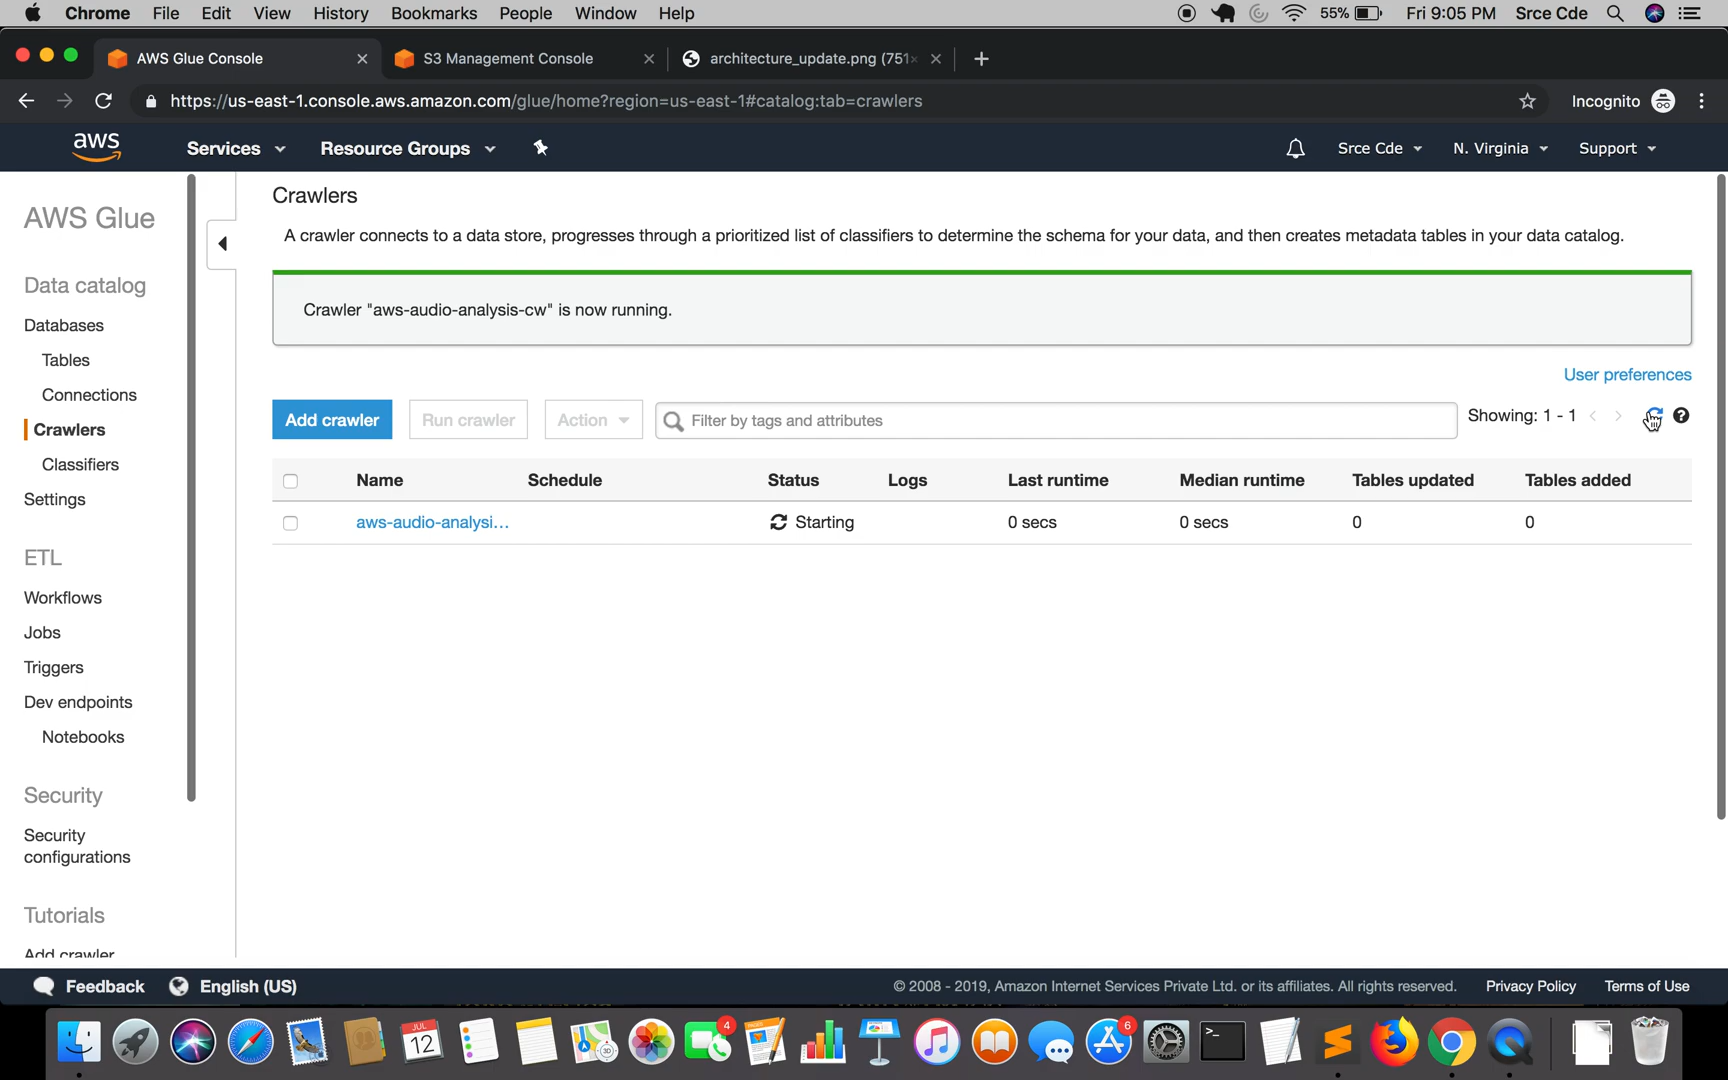 Chrome File Edit View History Bookmarks People Window Help 55% Fri 9:05 PM Srce Cde
AWS Glue Console S3 Management Console architecture_update.png (751×
https://us-east-1.console.aws.amazon.com/glue/home?region=us-east-1#catalog:tab=crawlers Incognito
aws Services Resource Groups Srce Cde N. Virginia Support
AWS Glue
Data catalog
Databases
Tables
Connections
Crawlers
Classifiers
Settings
ETL
Workflows
Jobs
Triggers
Dev endpoints
Notebooks
Security
Security
configurations
Tutorials
Add crawler
Crawlers
A crawler connects to a data store, progresses through a prioritized list of classifiers to determine the schema for your data, and then creates metadata tables in your data catalog.
Crawler "aws-audio-analysis-cw" is now running.
User preferences
Add crawler Run crawler Action Filter by tags and attributes Showing: 1 - 1
Name Schedule Status Logs Last runtime Median runtime Tables updated Tables added
aws-audio-analysi... Starting 0 secs 0 secs 0 0
Feedback English (US) © 2008 - 2019, Amazon Internet Services Private Ltd. or its affiliates. All rights reserved. Privacy Policy Terms of Use
JUL
12
4
6